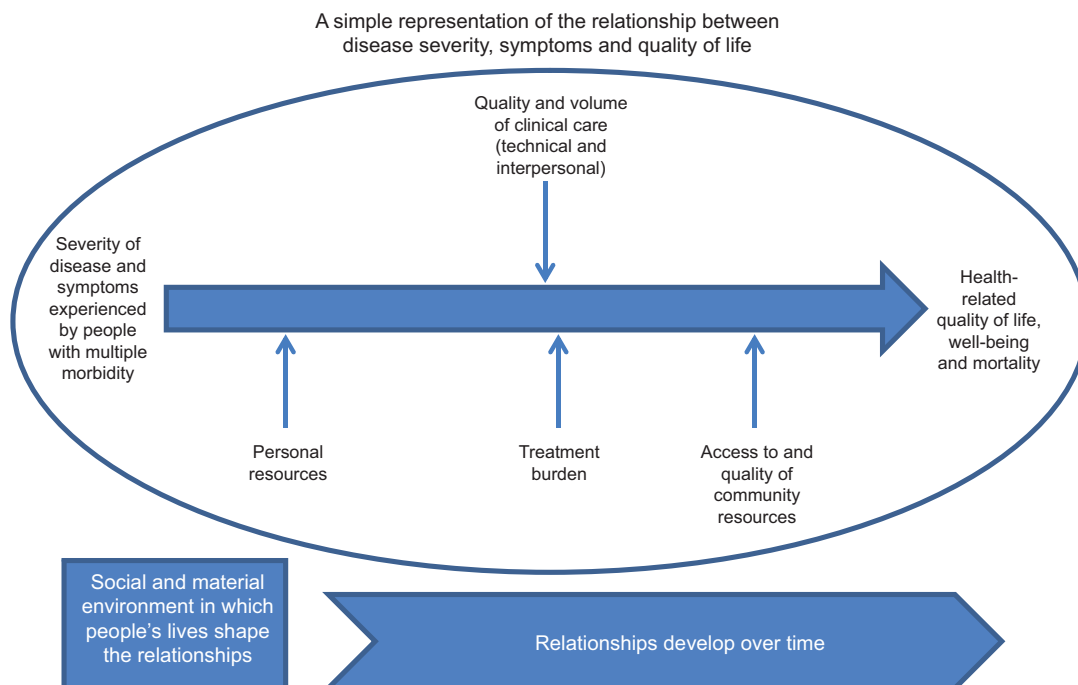 A simple representation of the relationship between
disease severity, symptoms and quality of life
Quality and volume
of clinical care
(technical and
interpersonal)
Severity of
disease and
symptoms
experienced
by people
with multiple
morbidity
Health-
related
quality of life,
well-being
and mortality
Personal
resources
Treatment
burden
Access to and
quality of
community
resources
Social and material
environment in which
people’s lives shape
the relationships
Relationships develop over time